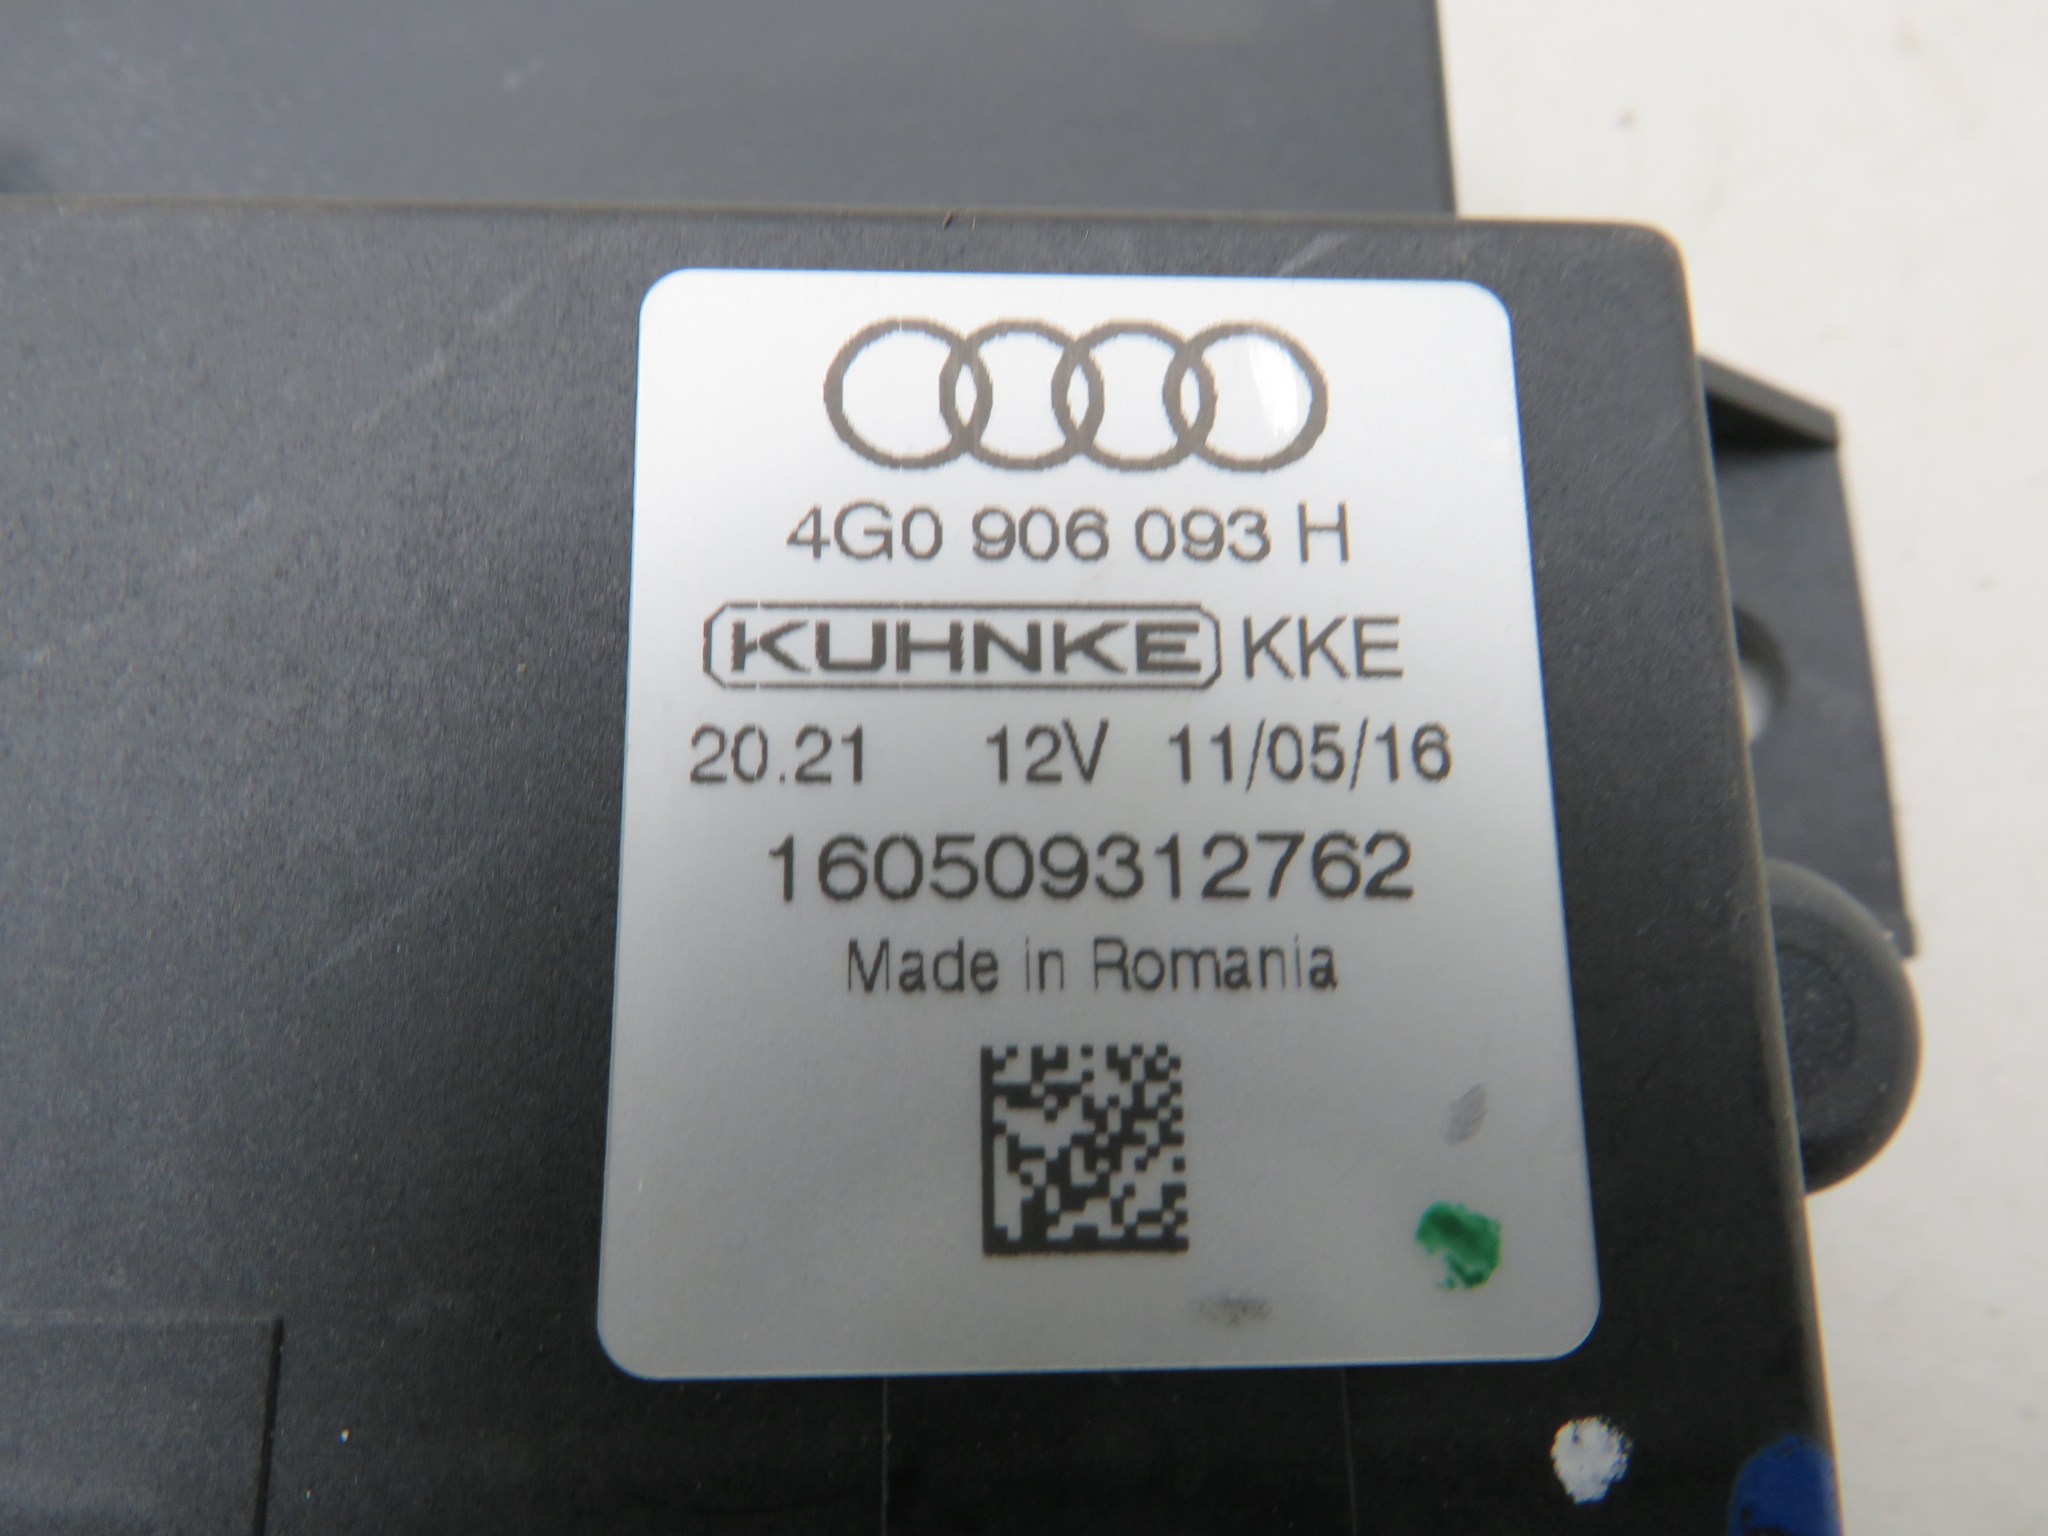 4G0 906 093 H
KUHNKE KKE
20.21 12V 11/05/16
160509312762
Made in Romania